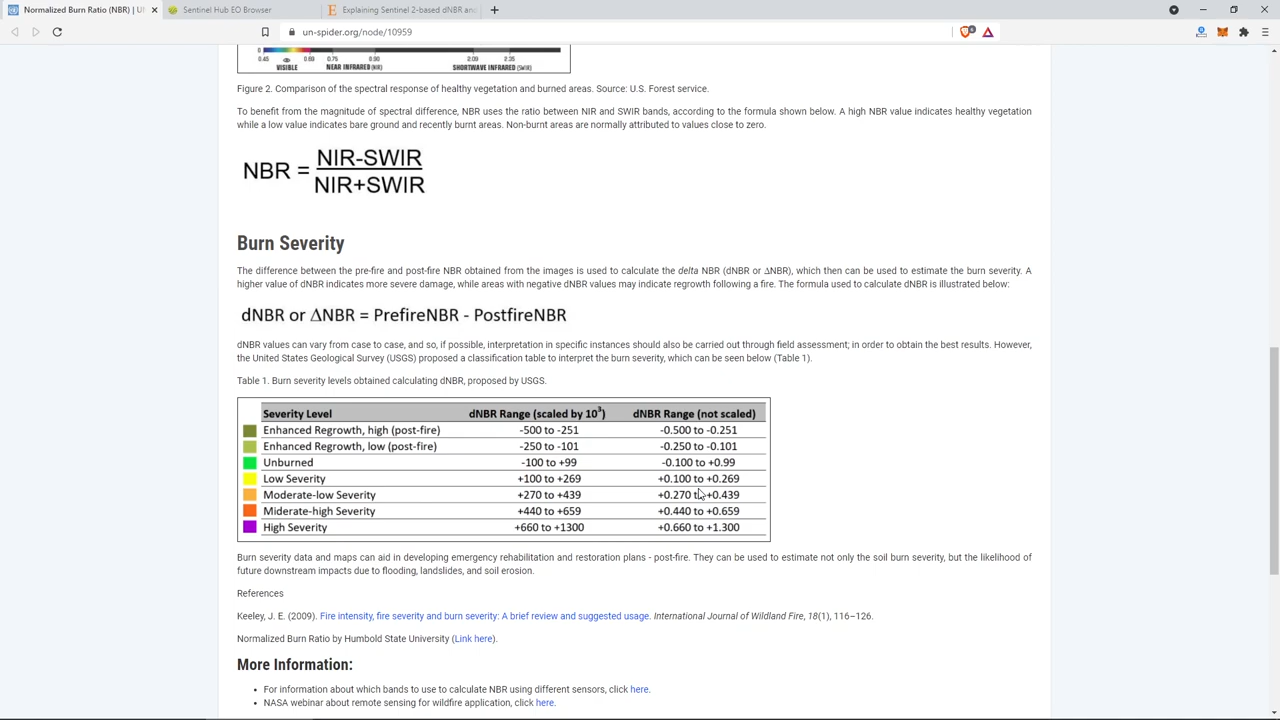 Normalized Burn Ratio (NBR) | U
Sentinel Hub EO Browser
Explaining Sentinel 2-based dNBR and
un-spider.org/node/10959
0
0.45 0.69 0.75 0.90 2.09 2.35
VISIBLE NEAR INFRARED (NIR) SHORTWAVE INFRARED (SWIR)
Figure 2. Comparison of the spectral response of healthy vegetation and burned areas. Source: U.S. Forest service.
To benefit from the magnitude of spectral difference, NBR uses the ratio between NIR and SWIR bands, according to the formula shown below. A high NBR value indicates healthy vegetation
while a low value indicates bare ground and recently burnt areas. Non-burnt areas are normally attributed to values close to zero.
NBR = NIR-SWIR
NIR+SWIR
Burn Severity
The difference between the pre-fire and post-fire NBR obtained from the images is used to calculate the delta NBR (dNBR or ∆NBR), which then can be used to estimate the burn severity. A
higher value of dNBR indicates more severe damage, while areas with negative dNBR values may indicate regrowth following a fire. The formula used to calculate dNBR is illustrated below:
dNBR or ∆NBR = PrefireNBR - PostfireNBR
dNBR values can vary from case to case, and so, if possible, interpretation in specific instances should also be carried out through field assessment; in order to obtain the best results. However,
the United States Geological Survey (USGS) proposed a classification table to interpret the burn severity, which can be seen below (Table 1).
Table 1. Burn severity levels obtained calculating dNBR, proposed by USGS.
Severity Level dNBR Range (scaled by 10³) dNBR Range (not scaled)
Enhanced Regrowth, high (post-fire) -500 to -251 -0.500 to -0.251
Enhanced Regrowth, low (post-fire) -250 to -101 -0.250 to -0.101
Unburned -100 to +99 -0.100 to +0.99
Low Severity +100 to +269 +0.100 to +0.269
Moderate-low Severity +270 to +439 +0.270 to +0.439
Miderate-high Severity +440 to +659 +0.440 to +0.659
High Severity +660 to +1300 +0.660 to +1.300
Burn severity data and maps can aid in developing emergency rehabilitation and restoration plans - post-fire. They can be used to estimate not only the soil burn severity, but the likelihood of
future downstream impacts due to flooding, landslides, and soil erosion.
References
Keeley, J. E. (2009). Fire intensity, fire severity and burn severity: A brief review and suggested usage. International Journal of Wildland Fire, 18(1), 116–126.
Normalized Burn Ratio by Humbold State University (Link here).
More Information:
• For information about which bands to use to calculate NBR using different sensors, click here.
• NASA webinar about remote sensing for wildfire application, click here.